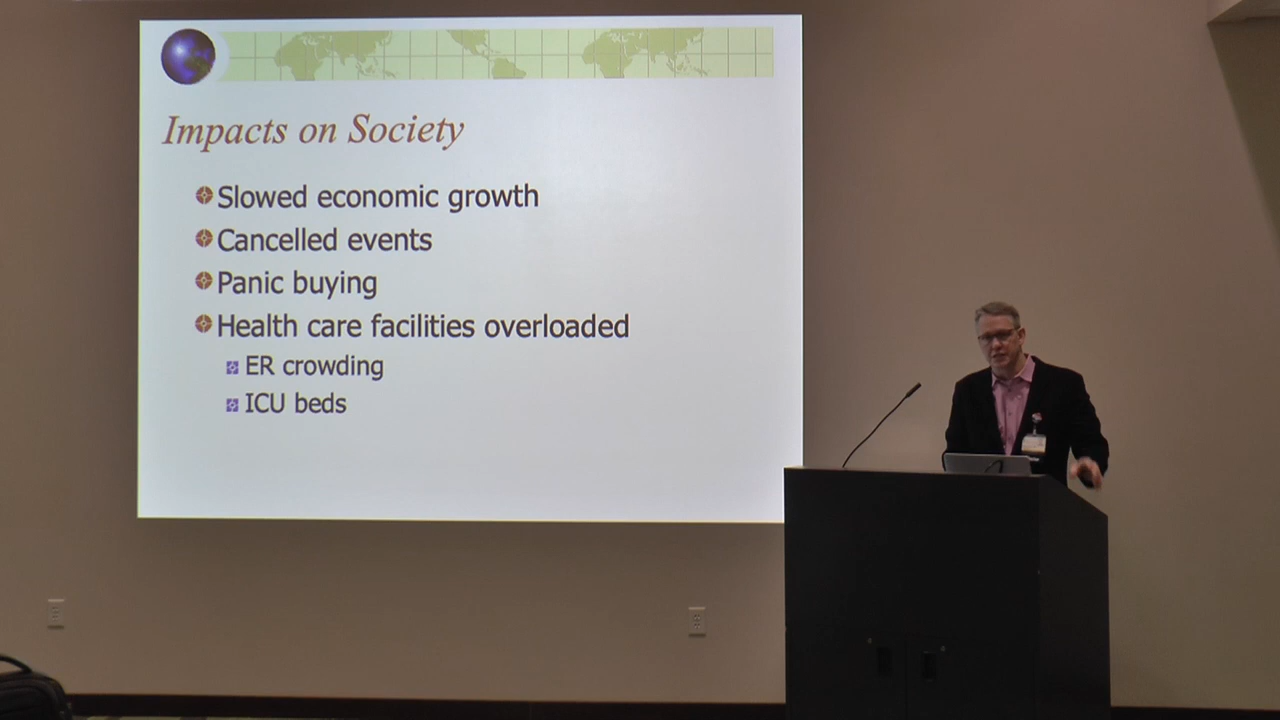 Impacts on Society
Slowed economic growth
Cancelled events
Panic buying
Health care facilities overloaded
ER crowding
ICU beds